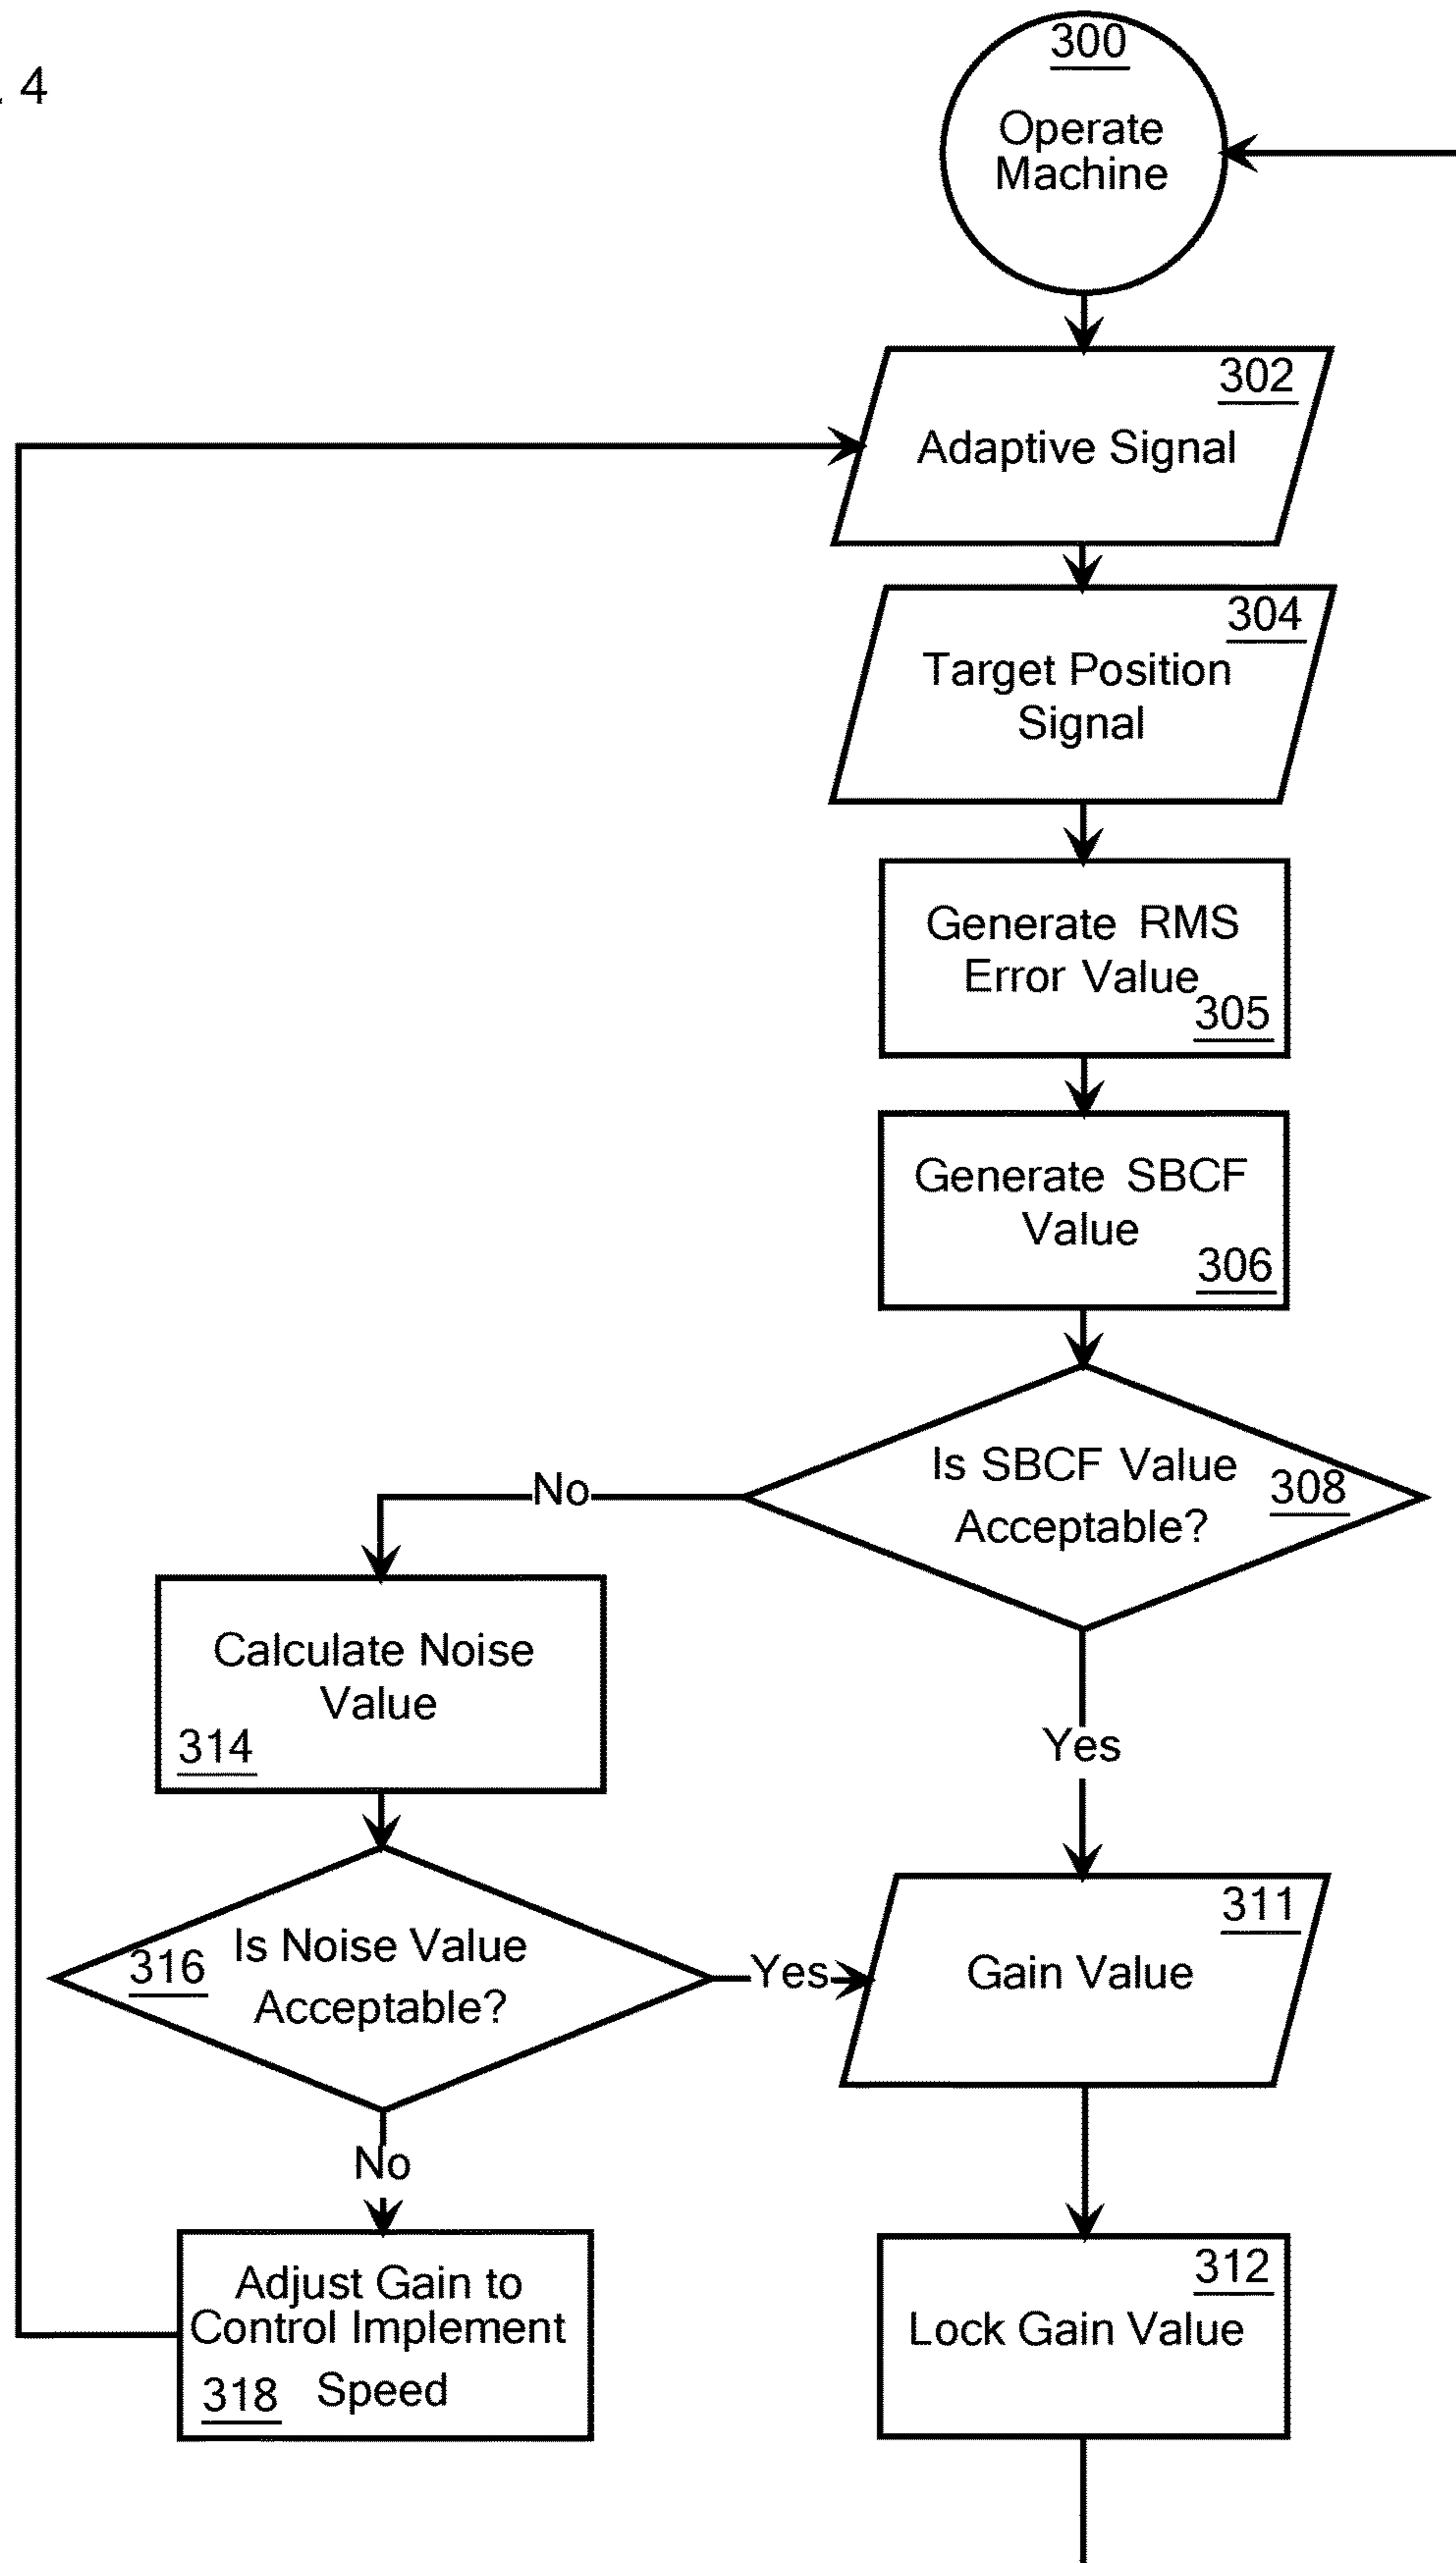 . 4
300
Operate
Machine
302
Adaptive Signal
304
Target Position
Signal
Generate RMS
Error Value
305
Generate SBCF
Value
306
Is SBCF Value
Acceptable?
308
No
Calculate Noise
Value
314
Yes
316
Is Noise Value
Acceptable?
Yes
311
Gain Value
No
Adjust Gain to
Control Implement
318 Speed
312
Lock Gain Value